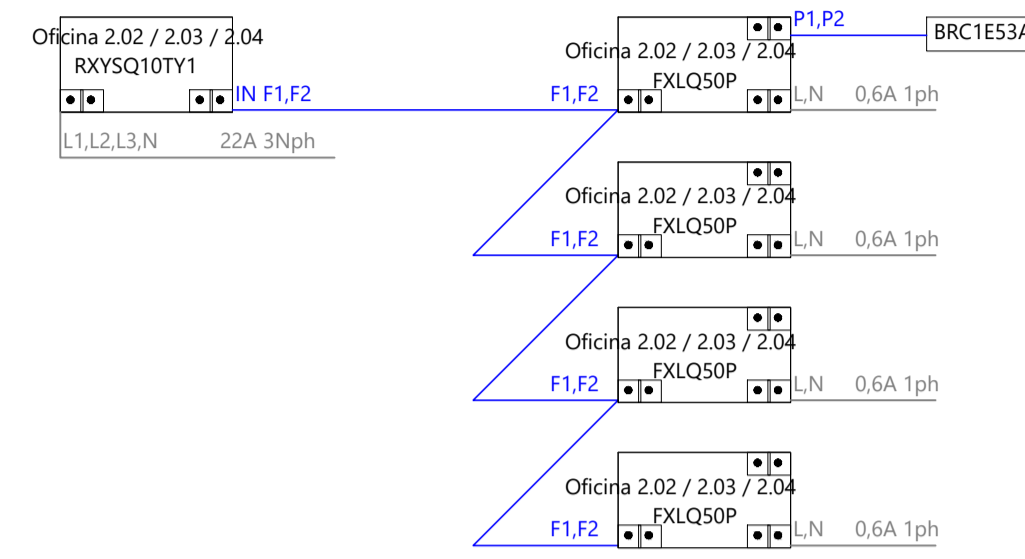 Oficina 2.02 / 2.03 / 2.04
RXYSQ10TY1
IN F1,F2
L1,L2,L3,N 22A 3Nph
P1,P2
BRC1E53A
Oficina 2.02 / 2.03 / 2.04
FXLQ50P
F1,F2
L,N 0,6A 1ph
Oficina 2.02 / 2.03 / 2.04
FXLQ50P
F1,F2
L,N 0,6A 1ph
Oficina 2.02 / 2.03 / 2.04
FXLQ50P
F1,F2
L,N 0,6A 1ph
Oficina 2.02 / 2.03 / 2.04
FXLQ50P
F1,F2
L,N 0,6A 1ph